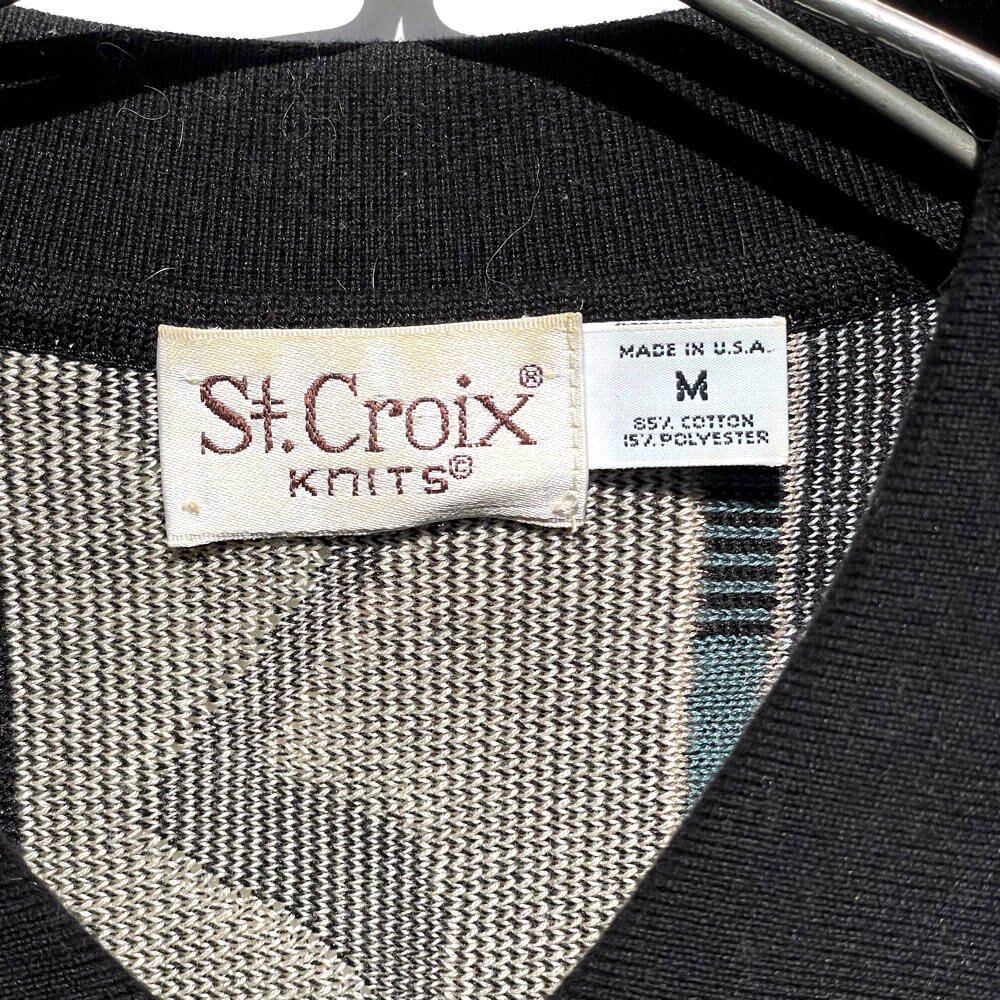 St. Croix®
KNITS©
MADE IN U.S.A.
M
85% COTTON
15% POLYESTER